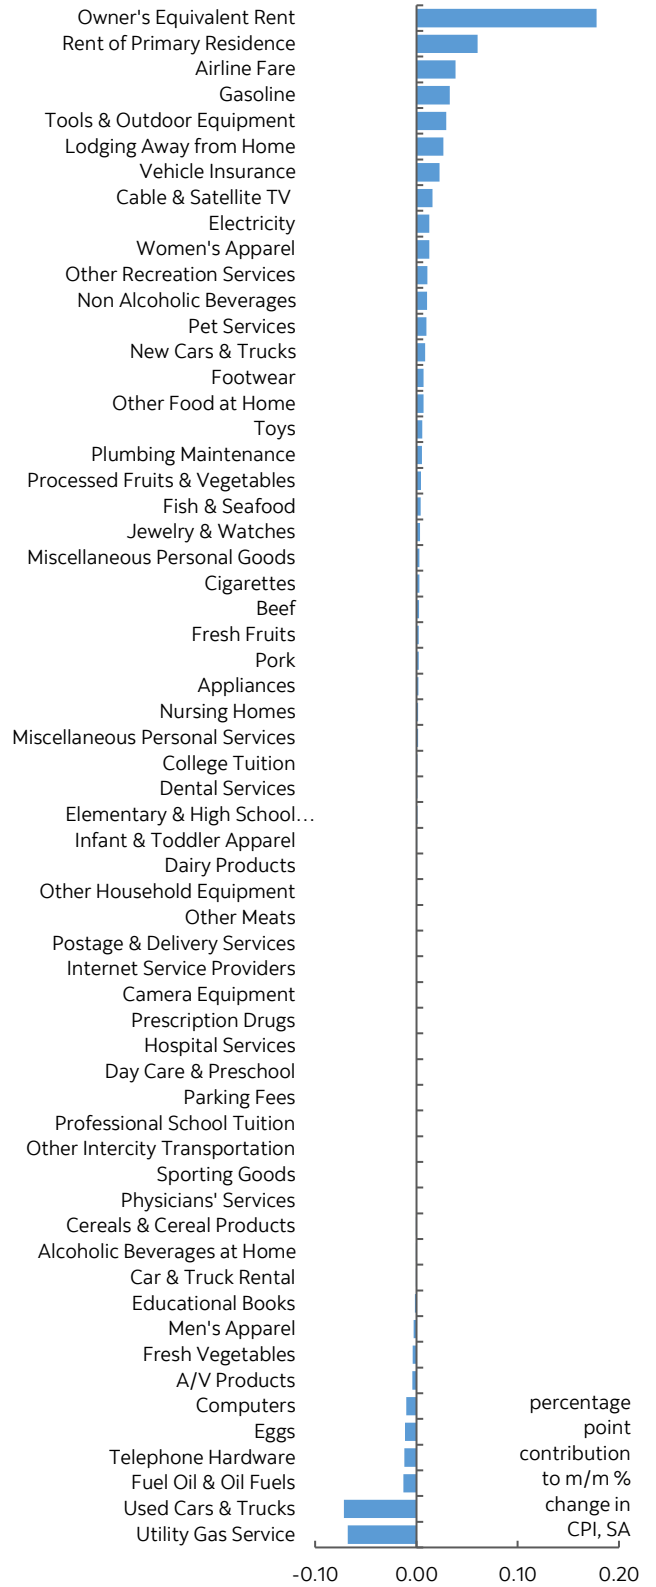 Owner's Equivalent Rent
Rent of Primary Residence
Airline Fare
Gasoline
Tools & Outdoor Equipment
Lodging Away from Home
Vehicle Insurance
Cable & Satellite TV
Electricity
Women's Apparel
Other Recreation Services
Non Alcoholic Beverages
Pet Services
New Cars & Trucks
Footwear
Other Food at Home
Toys
Plumbing Maintenance
Processed Fruits & Vegetables
Fish & Seafood
Jewelry & Watches
Miscellaneous Personal Goods
Cigarettes
Beef
Fresh Fruits
Pork
Appliances
Nursing Homes
Miscellaneous Personal Services
College Tuition
Dental Services
Elementary & High School…
Infant & Toddler Apparel
Dairy Products
Other Household Equipment
Other Meats
Postage & Delivery Services
Internet Service Providers
Camera Equipment
Prescription Drugs
Hospital Services
Day Care & Preschool
Parking Fees
Professional School Tuition
Other Intercity Transportation
Sporting Goods
Physicians' Services
Cereals & Cereal Products
Alcoholic Beverages at Home
Car & Truck Rental
Educational Books
Men's Apparel
Fresh Vegetables
A/V Products
Computers
Eggs
Telephone Hardware
Fuel Oil & Oil Fuels
Used Cars & Trucks
Utility Gas Service
percentage
point
contribution
to m/m %
change in
CPI, SA
-0.10 0.00 0.10 0.20